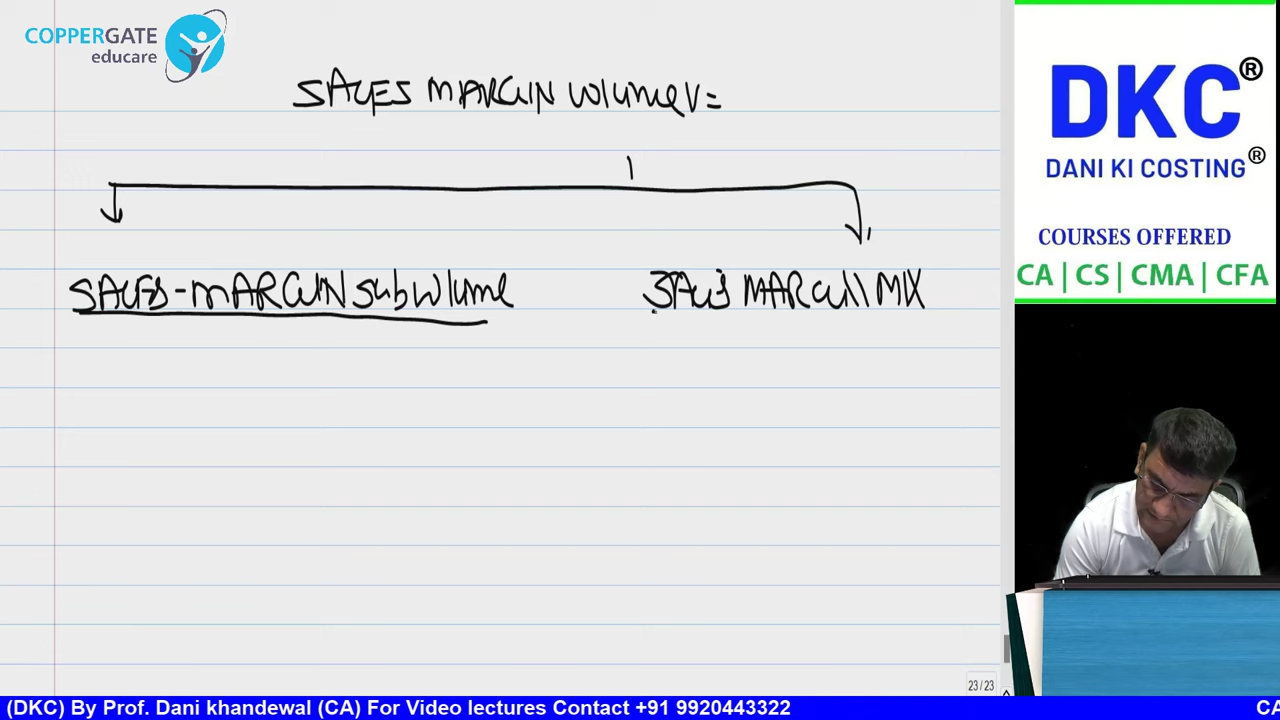 COPPERGATE
educare
SALES MARGIN volume V =
SALES - MARGIN sub volume
SALES MARGIN MIX
DKC®
DANI KI COSTING®
COURSES OFFERED
CA | CS | CMA | CFA
23 / 23
(DKC) By Prof. Dani khandewal (CA) For Video lectures Contact +91 9920443322
CA